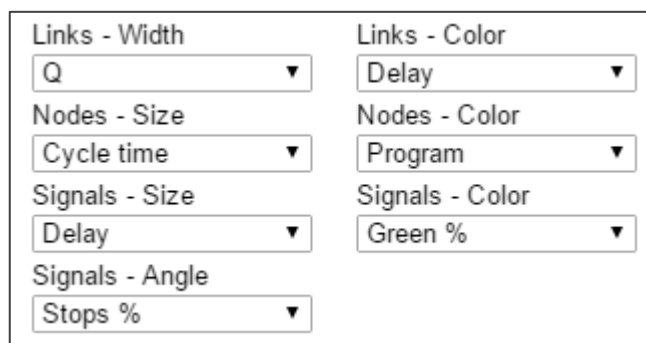 Links - Width Links - Color
Q Delay
Nodes - Size Nodes - Color
Cycle time Program
Signals - Size Signals - Color
Delay Green %
Signals - Angle
Stops %